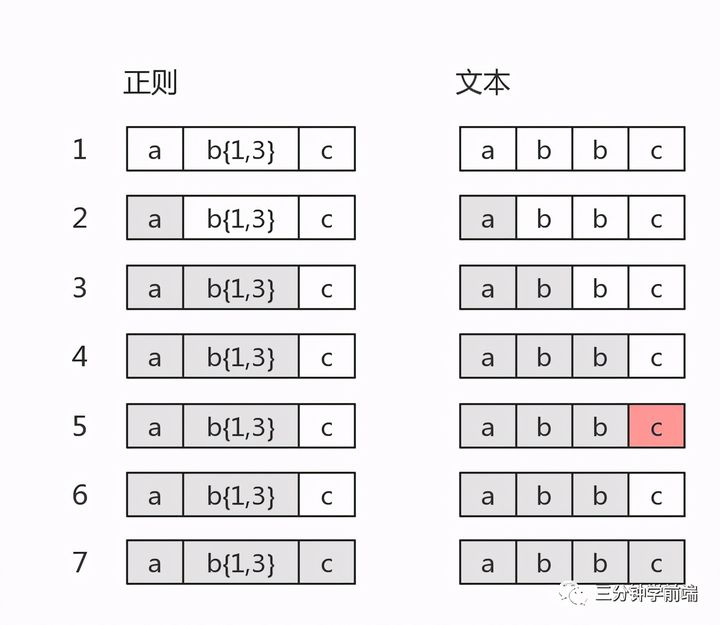 正则 文本
1 a b{1,3} c a b b c
2 a b{1,3} c a b b c
3 a b{1,3} c a b b c
4 a b{1,3} c a b b c
5 a b{1,3} c a b b c
6 a b{1,3} c a b b c
7 a b{1,3} c a b b c
三分钟学前端